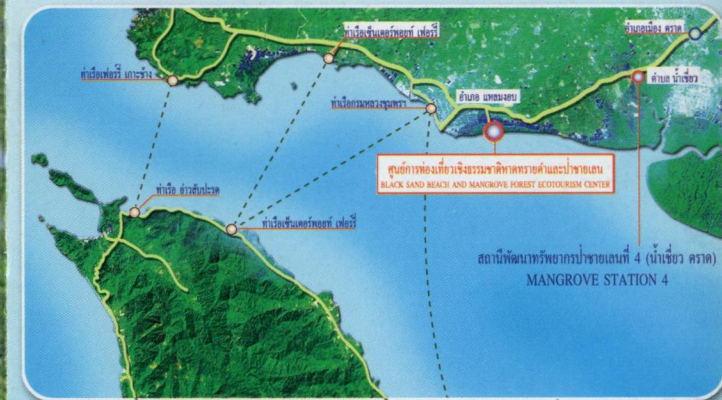 อำเภอเมือง ตราด
ท่าเรือเซ็นเตอร์พอยท์ เฟอร์รี่
ท่าเรือเฟอร์รี่ เกาะช้าง
ตำบล น้ำเชี่ยว
อำเภอ แหลมงอบ
ท่าเรือกรมหลวงชุมพรฯ
ศูนย์การท่องเที่ยวเชิงธรรมชาติหาดทรายดำและป่าชายเลน
BLACK SAND BEACH AND MANGROVE FOREST ECOTOURISM CENTER
ท่าเรือ อ่าวสับปะรด
ท่าเรือเซ็นเตอร์พอยท์ เฟอร์รี่
สถานีพัฒนาทรัพยากรป่าชายเลนที่ 4 (น้ำเชี่ยว ตราด)
MANGROVE STATION 4